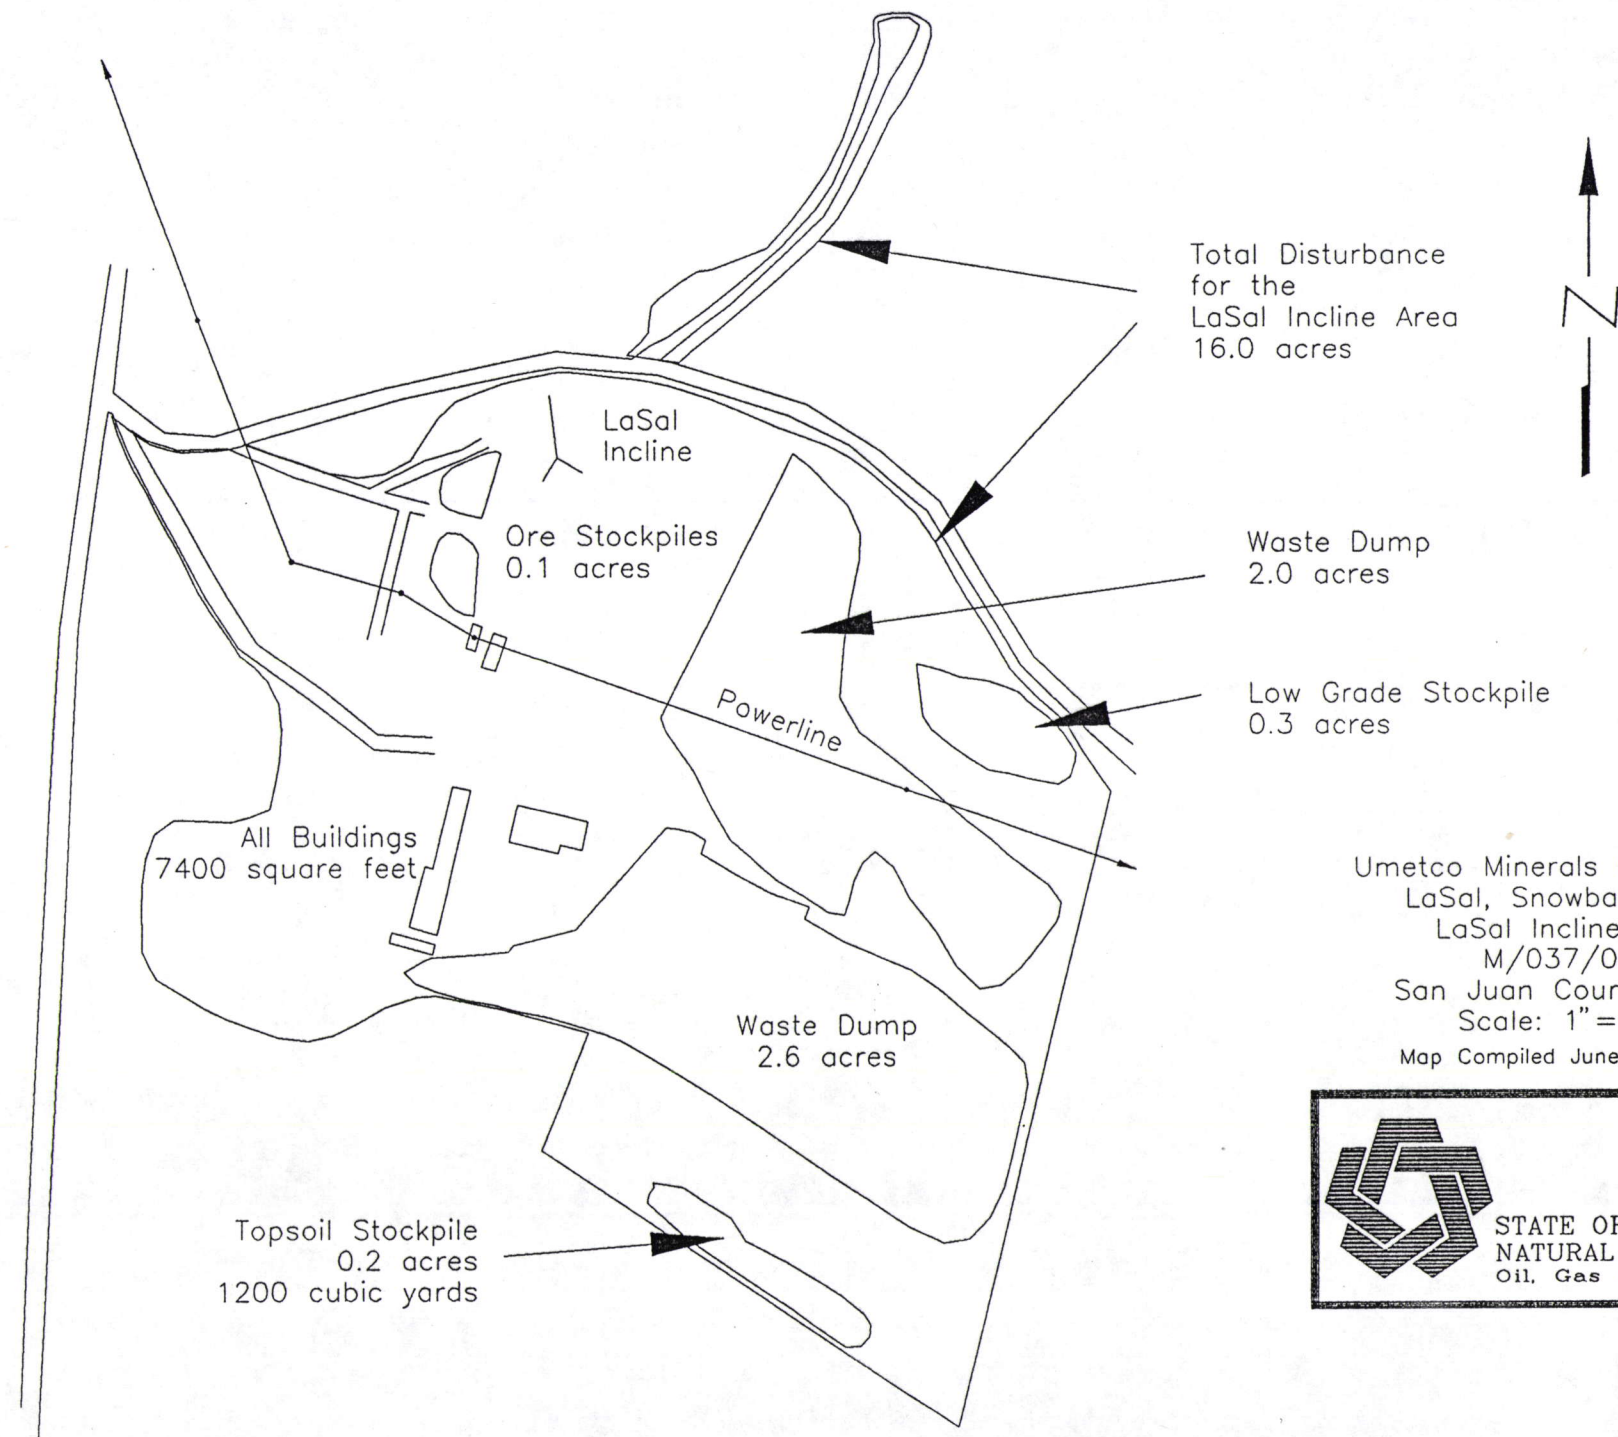 Total Disturbance
for the
LaSal Incline Area
16.0 acres
N
LaSal
Incline
Ore Stockpiles
0.1 acres
Waste Dump
2.0 acres
Low Grade Stockpile
0.3 acres
Powerline
All Buildings
7400 square feet
Umetco Minerals
LaSal,
LaSal Incline
M/037/0
San Juan
Scale: 1"=
Map Compiled June
Waste Dump
2.6 acres
Topsoil Stockpile
0.2 acres
1200 cubic yards
STATE OF
NATURAL
Oil, Gas